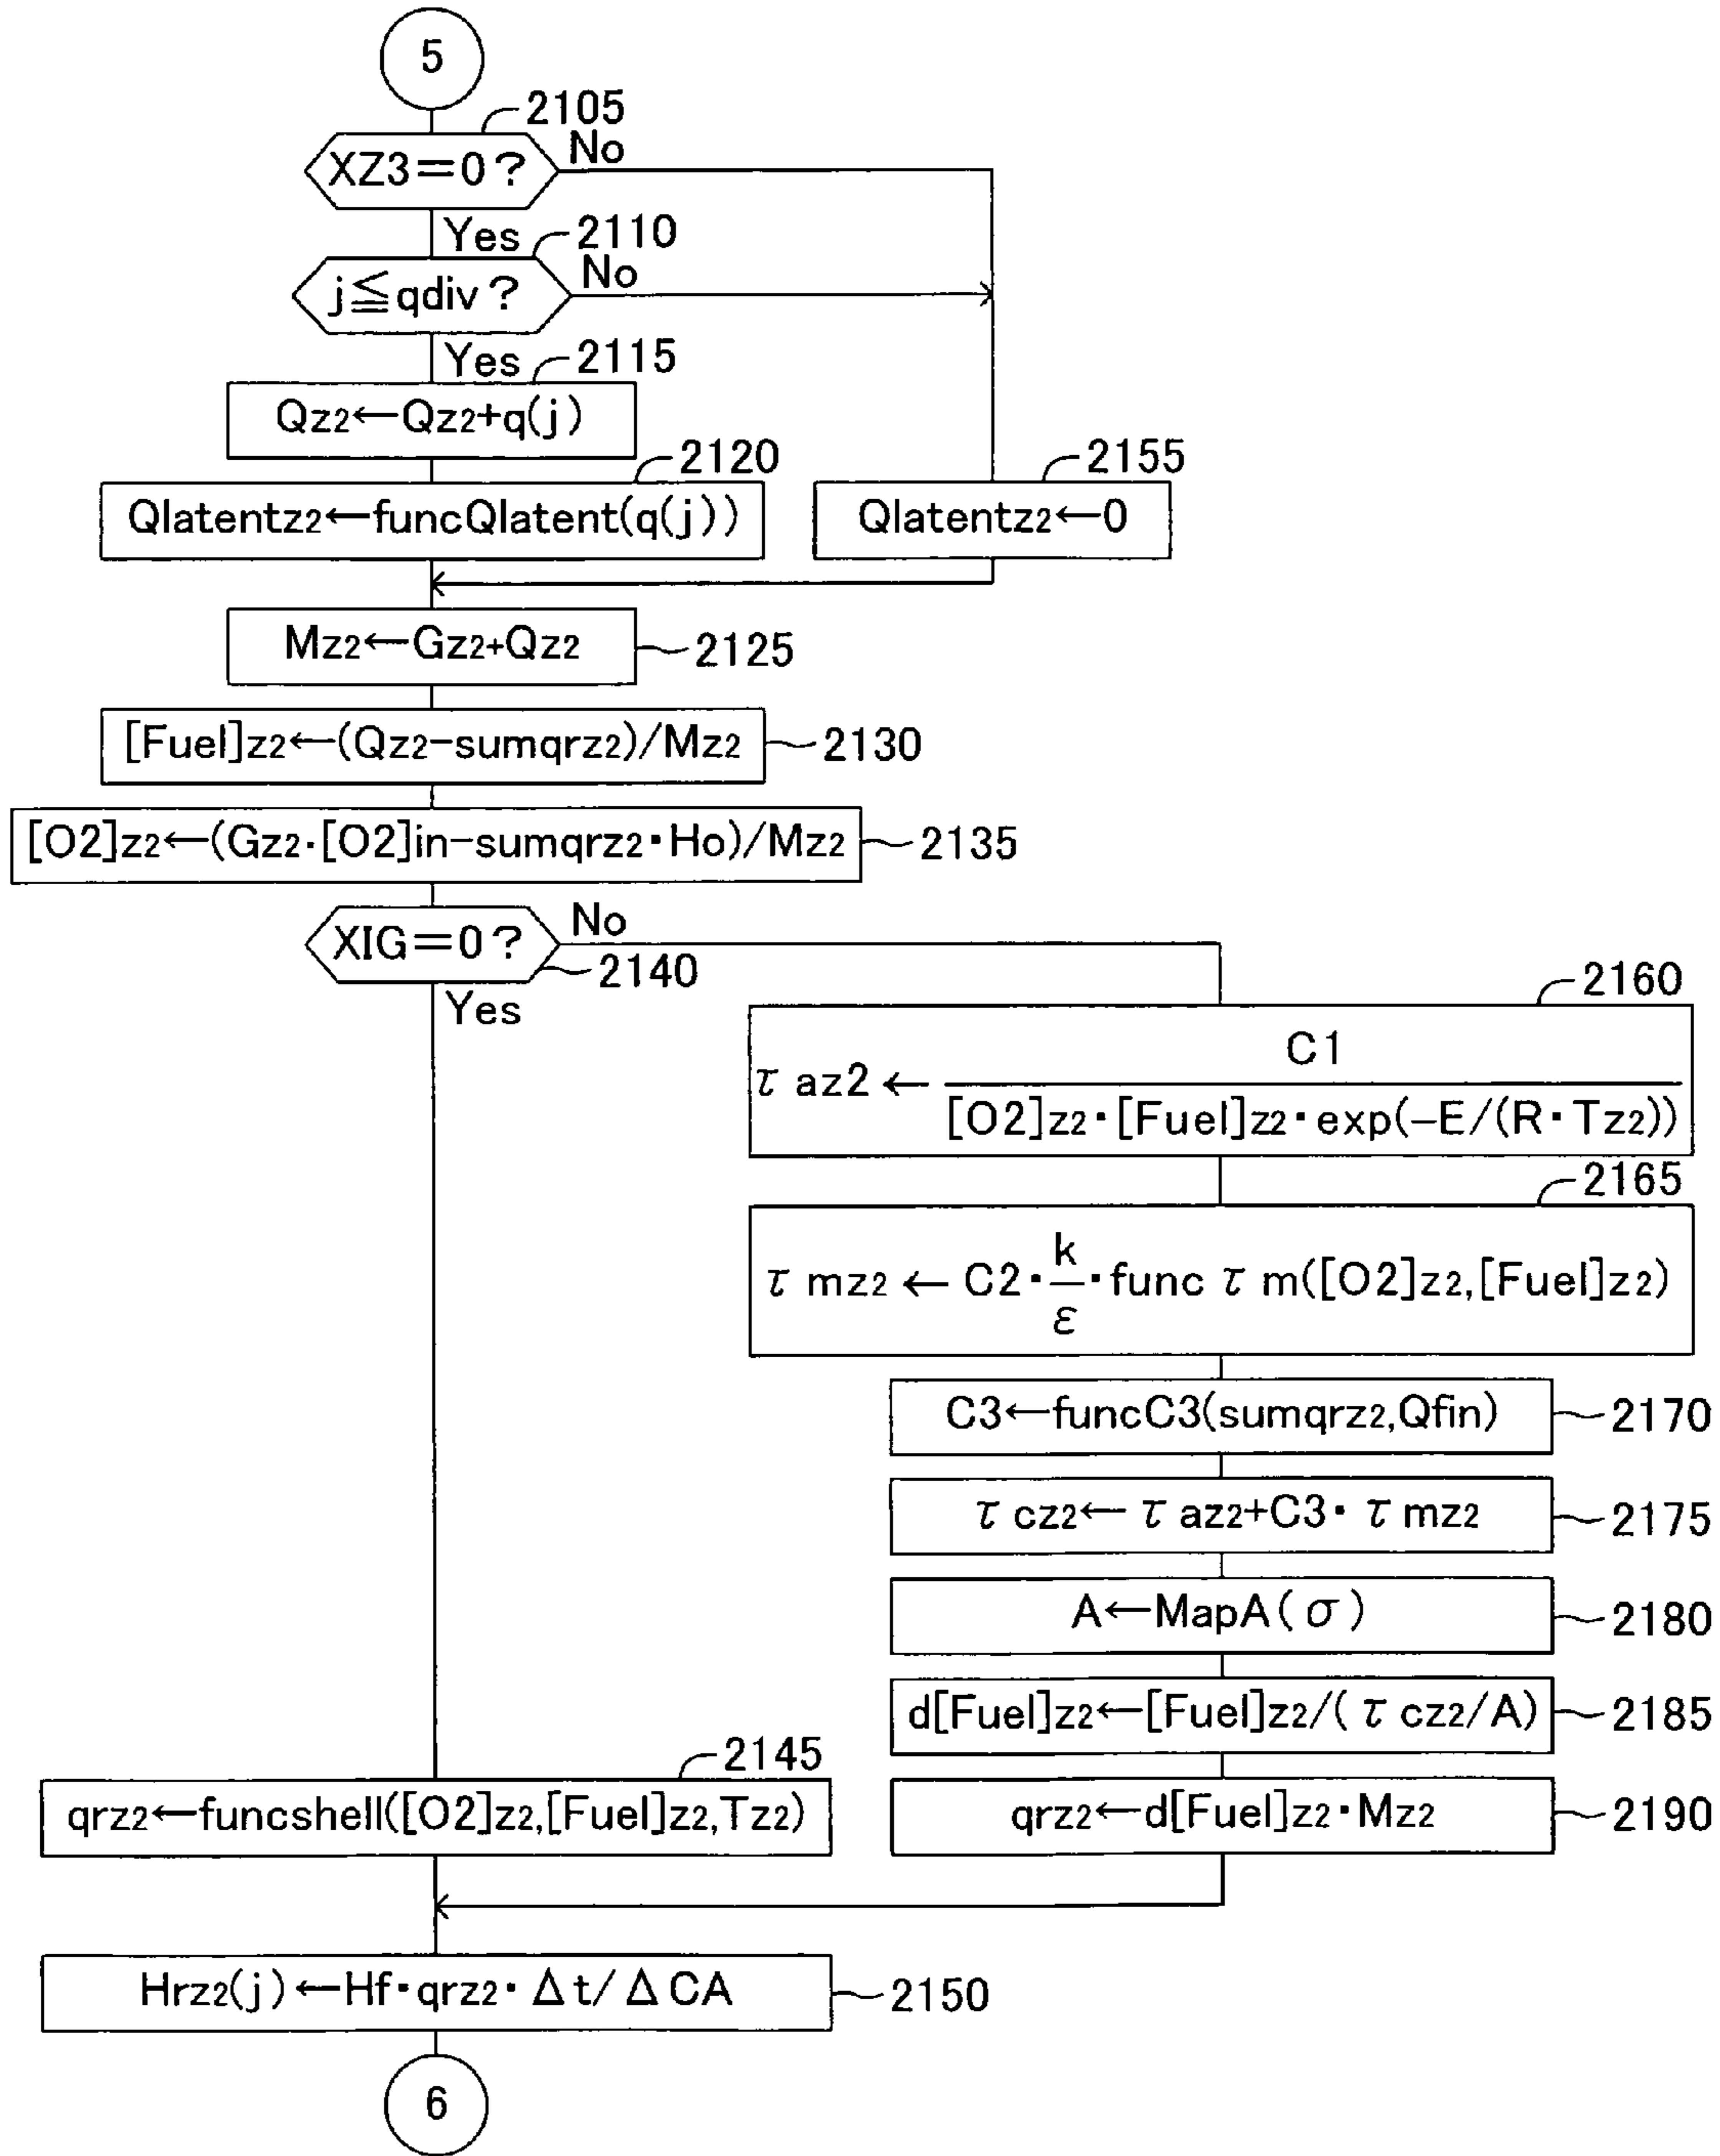 5
2105
XZ3=0?
No
Yes
2110
j≦qdiv?
No
Yes
2115
Qz2←Qz2+q(j)
2120
Qlatentz2←funcQlatent(q(j))
2155
Qlatentz2←0
Mz2←Gz2+Qz2
2125
[Fuel]z2←(Qz2-sumqrz2)/Mz2
2130
[O2]z2←(Gz2·[O2]in-sumqrz2·Ho)/Mz2
2135
XIG=0?
No
2140
Yes
2160
C1
τ az2 ←
[O2]z2·[Fuel]z2·exp(-E/(R·Tz2))
2165
k
τ mz2 ← C2· ·func τ m([O2]z2,[Fuel]z2)
ε
C3←funcC3(sumqrz2,Qfin)
2170
τ cz2← τ az2+C3· τ mz2
2175
A←MapA(σ)
2180
d[Fuel]z2←[Fuel]z2/(τ cz2/A)
2185
2145
qrz2←funcshell([O2]z2,[Fuel]z2,Tz2)
qrz2←d[Fuel]z2·Mz2
2190
Hrz2(j)←Hf·qrz2·Δt/ΔCA
2150
6